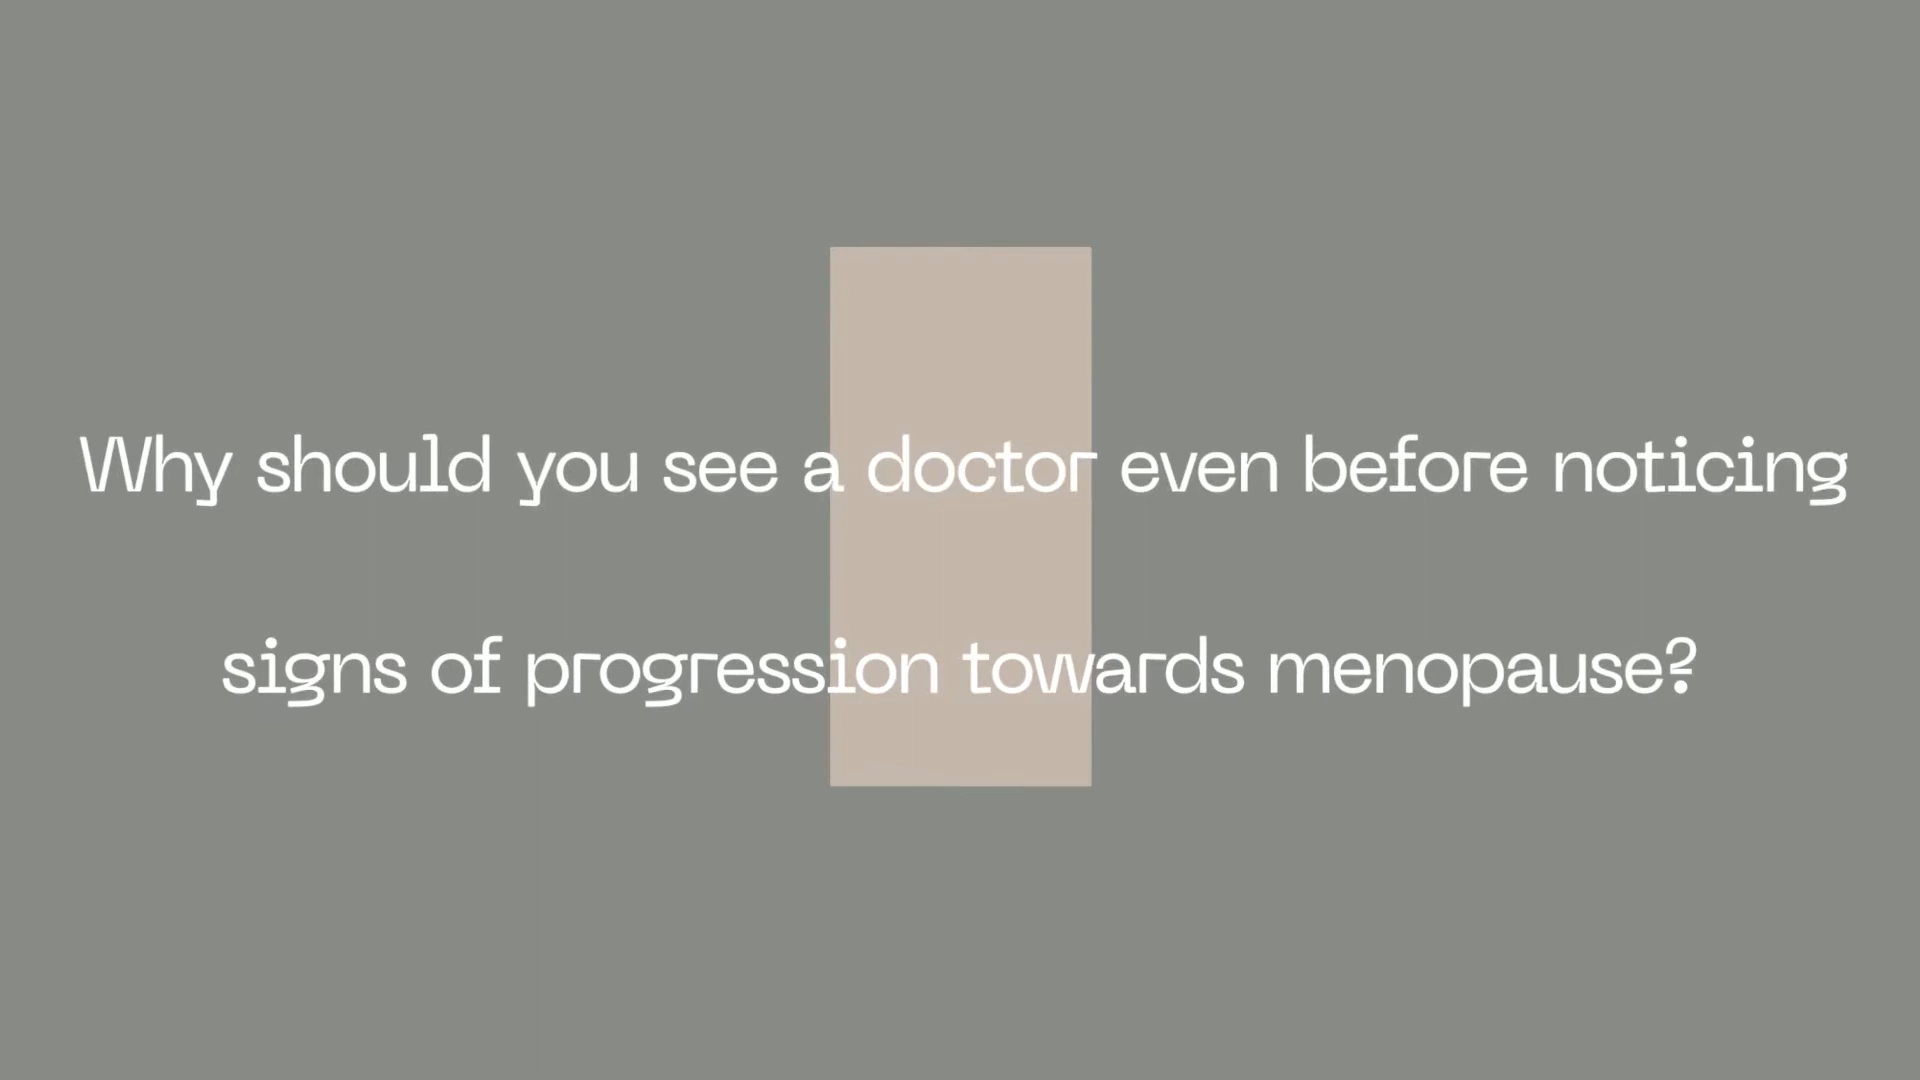 Why should you see a doctor even before noticing
signs of progression towards menopause?